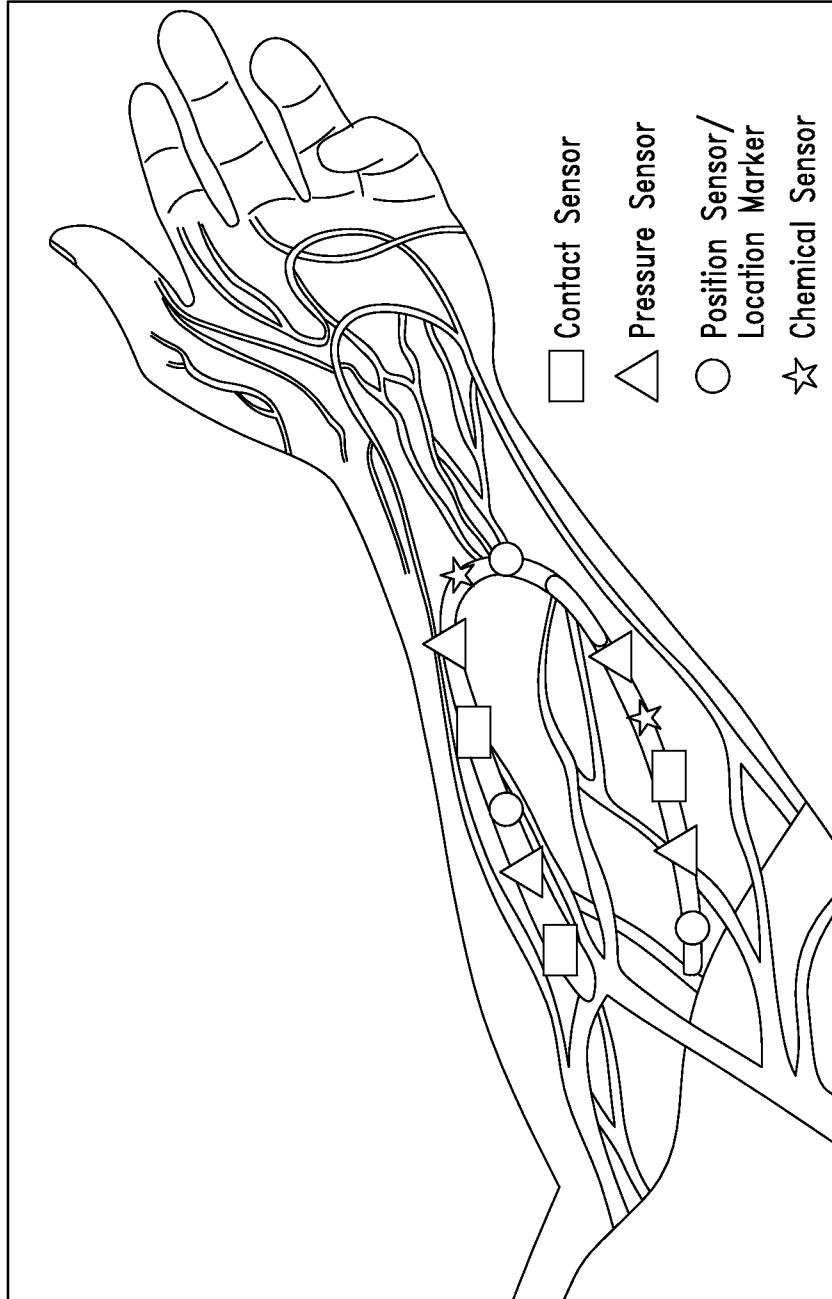 Contact Sensor
Pressure Sensor
Position Sensor/
Location Marker
Chemical Sensor